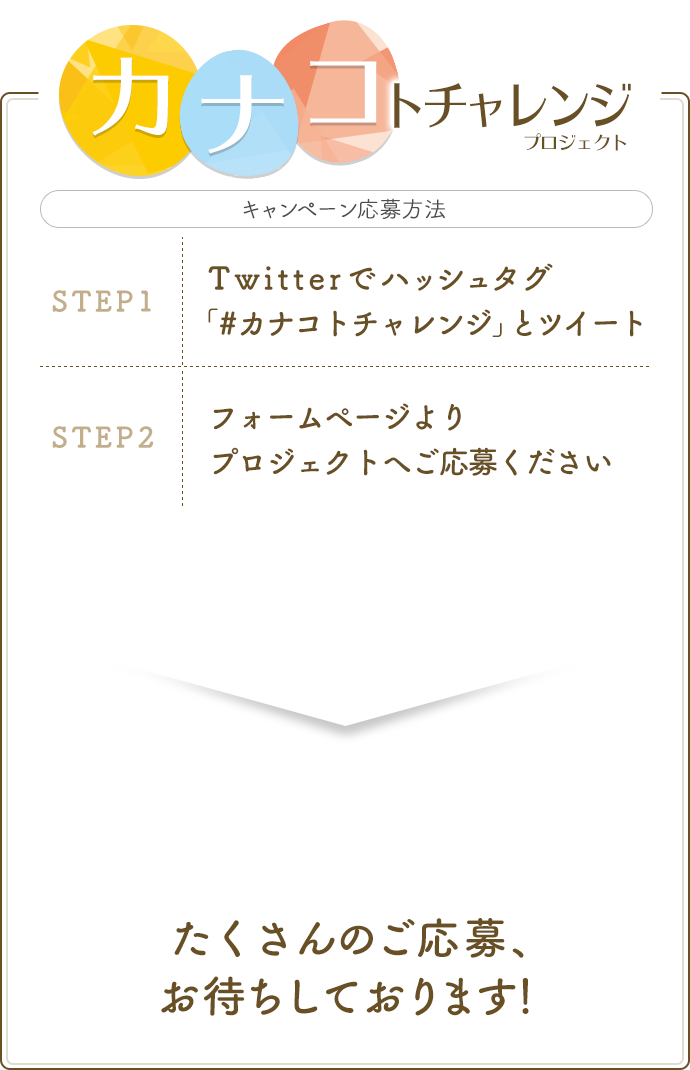 カナコトチャレンジ
プロジェクト
キャンペーン応募方法
STEP1
Twitterでハッシュタグ
「#カナコトチャレンジ」とツイート
STEP2
フォームページより
プロジェクトへご応募ください
たくさんのご応募、
お待ちしております!